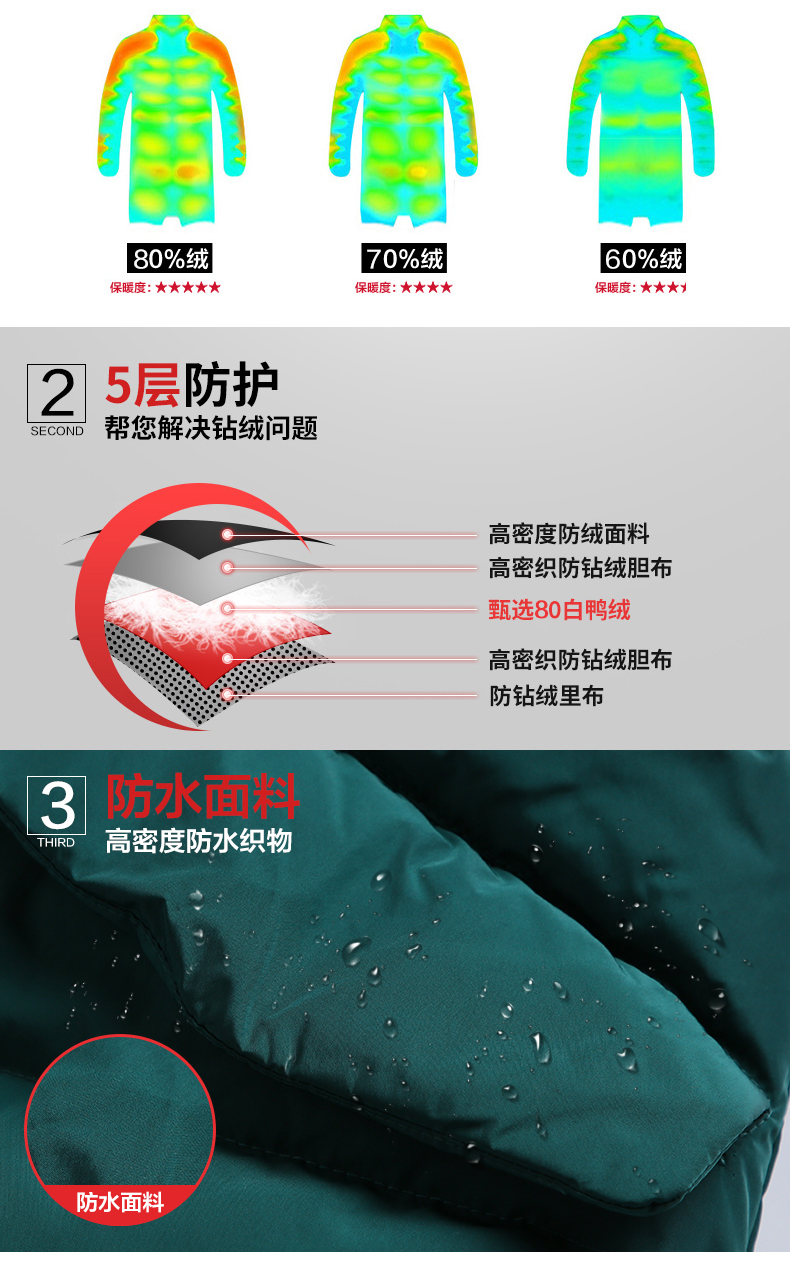 80%绒
70%绒
60%绒
保暖度：★★★★★
保暖度：★★★★
保暖度：★★★⯨
2
SECOND
5层防护
帮您解决钻绒问题
高密度防绒面料
高密织防钻绒胆布
甄选80白鸭绒
高密织防钻绒胆布
防钻绒里布
3
THIRD
防水面料
高密度防水织物
防水面料